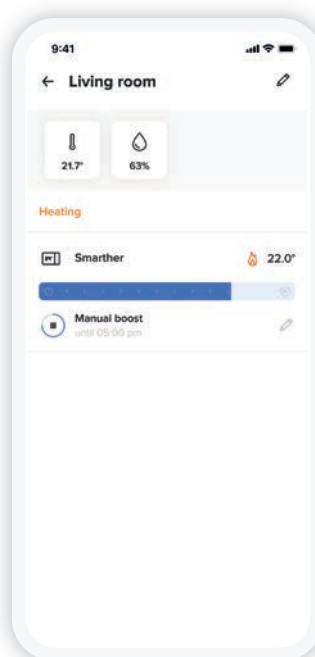 9:41
Living room
21.7°
63%
Heating
Smarther
22.0°
Manual boost
until 05:00 pm